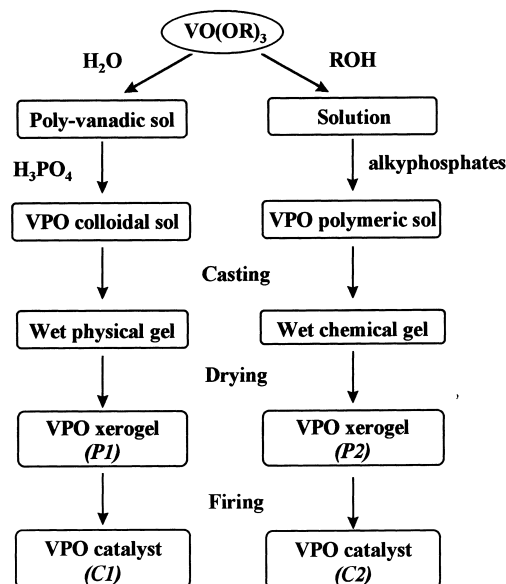 VO(OR)₃
H₂O
ROH
Poly-vanadic sol
Solution
H₃PO₄
alkyphosphates
VPO colloidal sol
VPO polymeric sol
Casting
Wet physical gel
Wet chemical gel
Drying
VPO xerogel
(P1)
VPO xerogel
(P2)
Firing
VPO catalyst
(C1)
VPO catalyst
(C2)